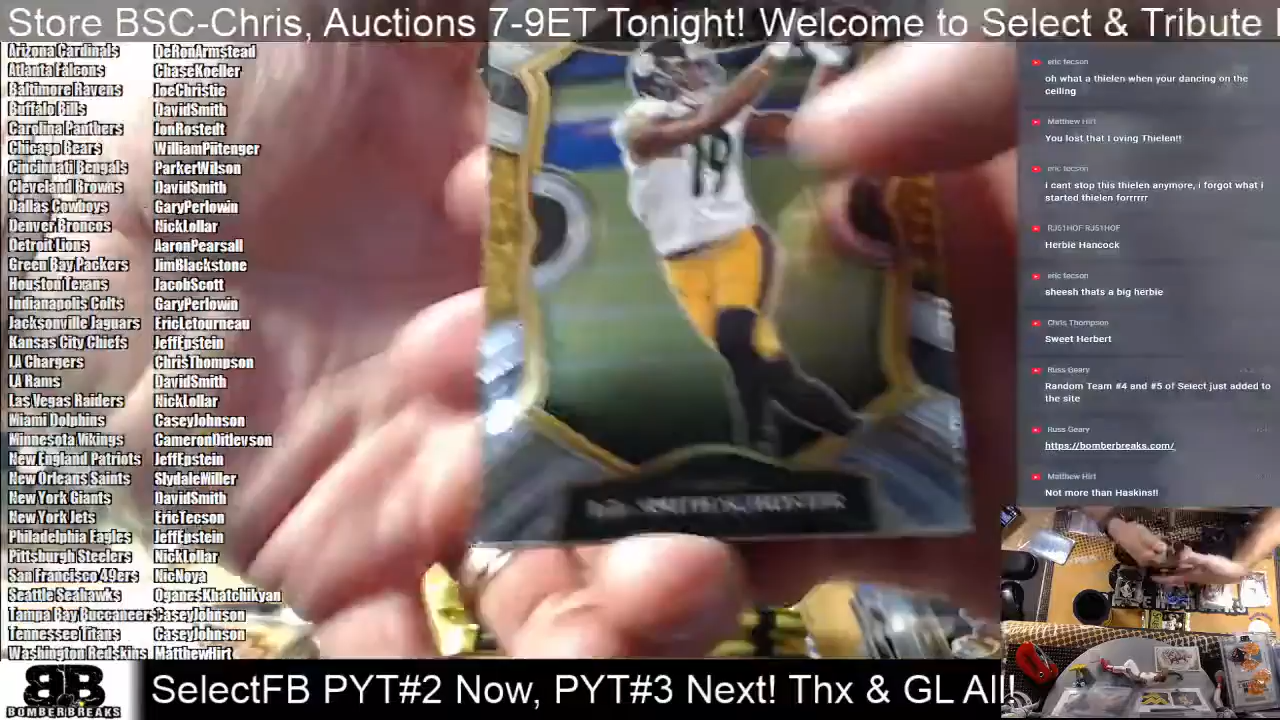 Store BSC-Chris, Auctions 7-9ET Tonight! Welcome to Select & Tribute
Arizona Cardinals DeRonArmstead
Atlanta Falcons ChaseKoeller
Baltimore Ravens JoeChristie
Buffalo Bills DavidSmith
Carolina Panthers JonRostedt
Chicago Bears WilliamPiitenger
Cincinnati Bengals ParkerWilson
Cleveland Browns DavidSmith
Dallas Cowboys GaryPerlowin
Denver Broncos NickLollar
Detroit Lions AaronPearsall
Green Bay Packers JimBlackstone
Houston Texans JacobScott
Indianapolis Colts GaryPerlowin
Jacksonville Jaguars EricLetourneau
Kansas City Chiefs JeffEpstein
LA Chargers ChrisThompson
LA Rams DavidSmith
Las Vegas Raiders NickLollar
Miami Dolphins CaseyJohnson
Minnesota Vikings CameronDitlevson
New England Patriots JeffEpstein
New Orleans Saints SlydaleMiller
New York Giants DavidSmith
New York Jets EricTecson
Philadelphia Eagles JeffEpstein
Pittsburgh Steelers NickLollar
San Francisco 49ers NicNoya
Seattle Seahawks OganesKhatchikyan
Tampa Bay Buccaneers CaseyJohnson
Tennessee Titans CaseyJohnson
Washington Redskins MatthewHirt
19
eric tecson
oh what a thielen when your dancing on the
ceiling
Matthew Hirt
You lost that Loving Thielen!!
eric tecson
i cant stop this thielen anymore, i forgot what i
started thielen forrrrrr
RJ51HOF RJ51HOF
Herbie Hancock
eric tecson
sheesh thats a big herbie
Chris Thompson
Sweet Herbert
Russ Geary
Random Team #4 and #5 of Select just added to
the site
Russ Geary
https://bomberbreaks.com/
Matthew Hirt
Not more than Haskins!!
BB
BOMBERBREAKS
SelectFB PYT#2 Now, PYT#3 Next! Thx & GL All!